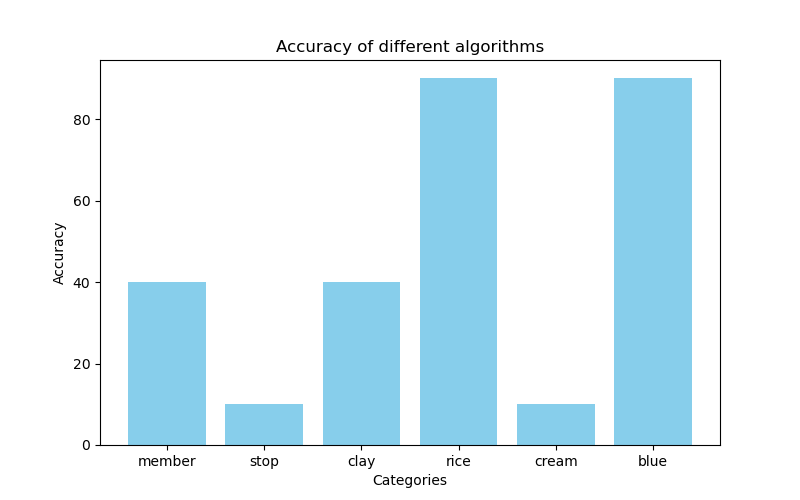 Accuracy of different algorithms
Accuracy
80
60
40
20
0
member stop clay rice cream blue
Categories